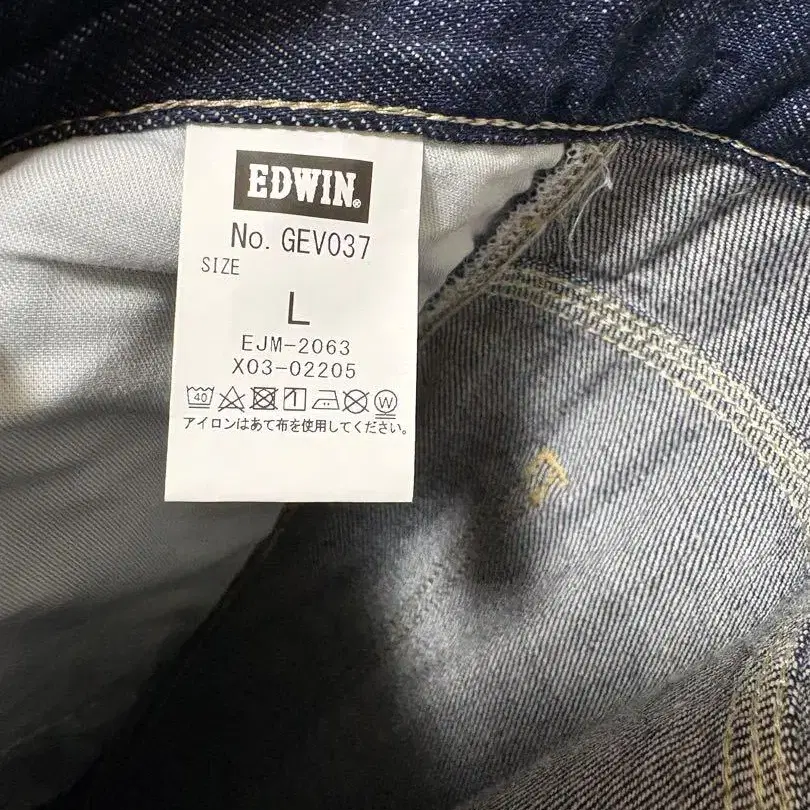 EDWIN®
No. GEV037
SIZE
L
EJM-2063
X03-02205
40 W
アイロンはあて布を使用してください。